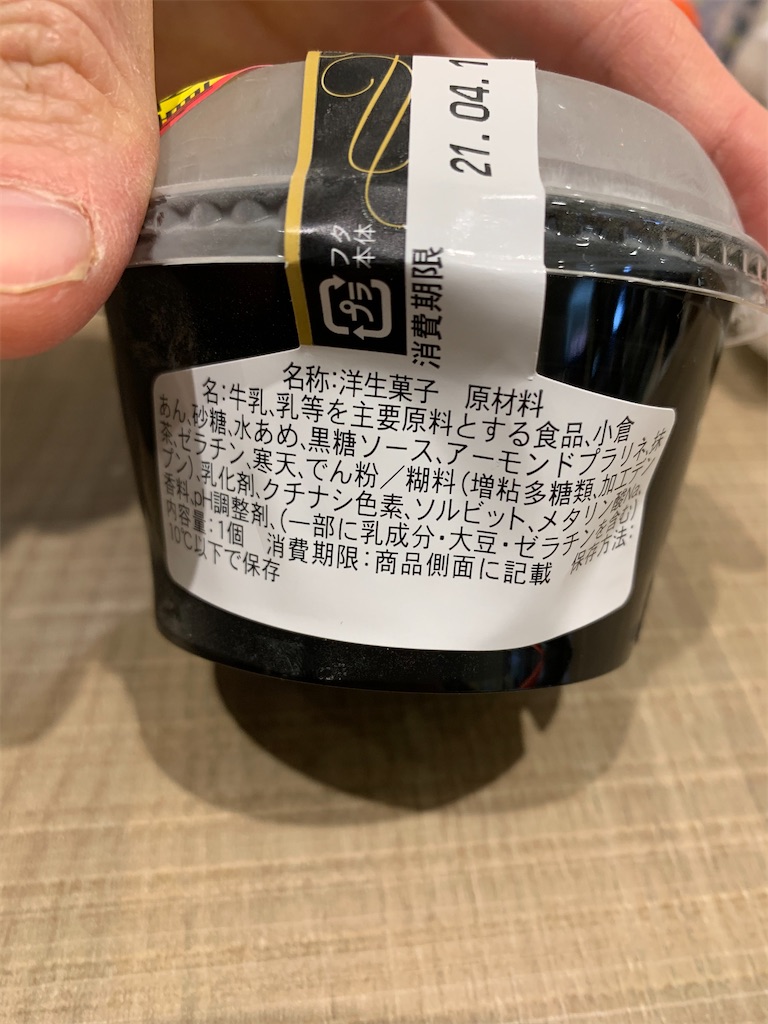 21.04.1
消費期限
フタ
本体
プラ
名称:洋生菓子 原材料
名:牛乳、乳等を主要原料とする食品、小倉
あん、砂糖、水あめ、黒糖ソース、アーモンドプラリネ、抹
茶、ゼラチン、寒天、でん粉/糊料(増粘多糖類、加工デン
プン)、乳化剤、クチナシ色素、ソルビット、メタリン酸Na、
香料、pH調整剤、(一部に乳成分・大豆・ゼラチンを含む)
内容量:1個 消費期限:商品側面に記載 保存方法:
10℃以下で保存